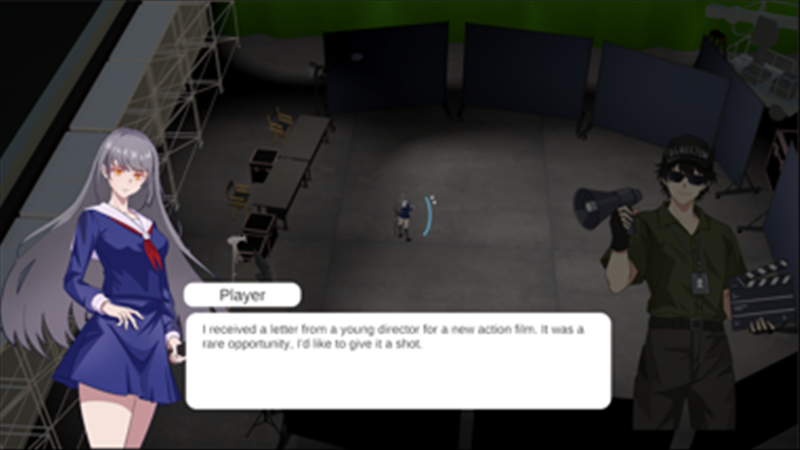 DIRECTOR
Player
I received a letter from a young director for a new action film. It was a
rare opportunity, I'd like to give it a shot.